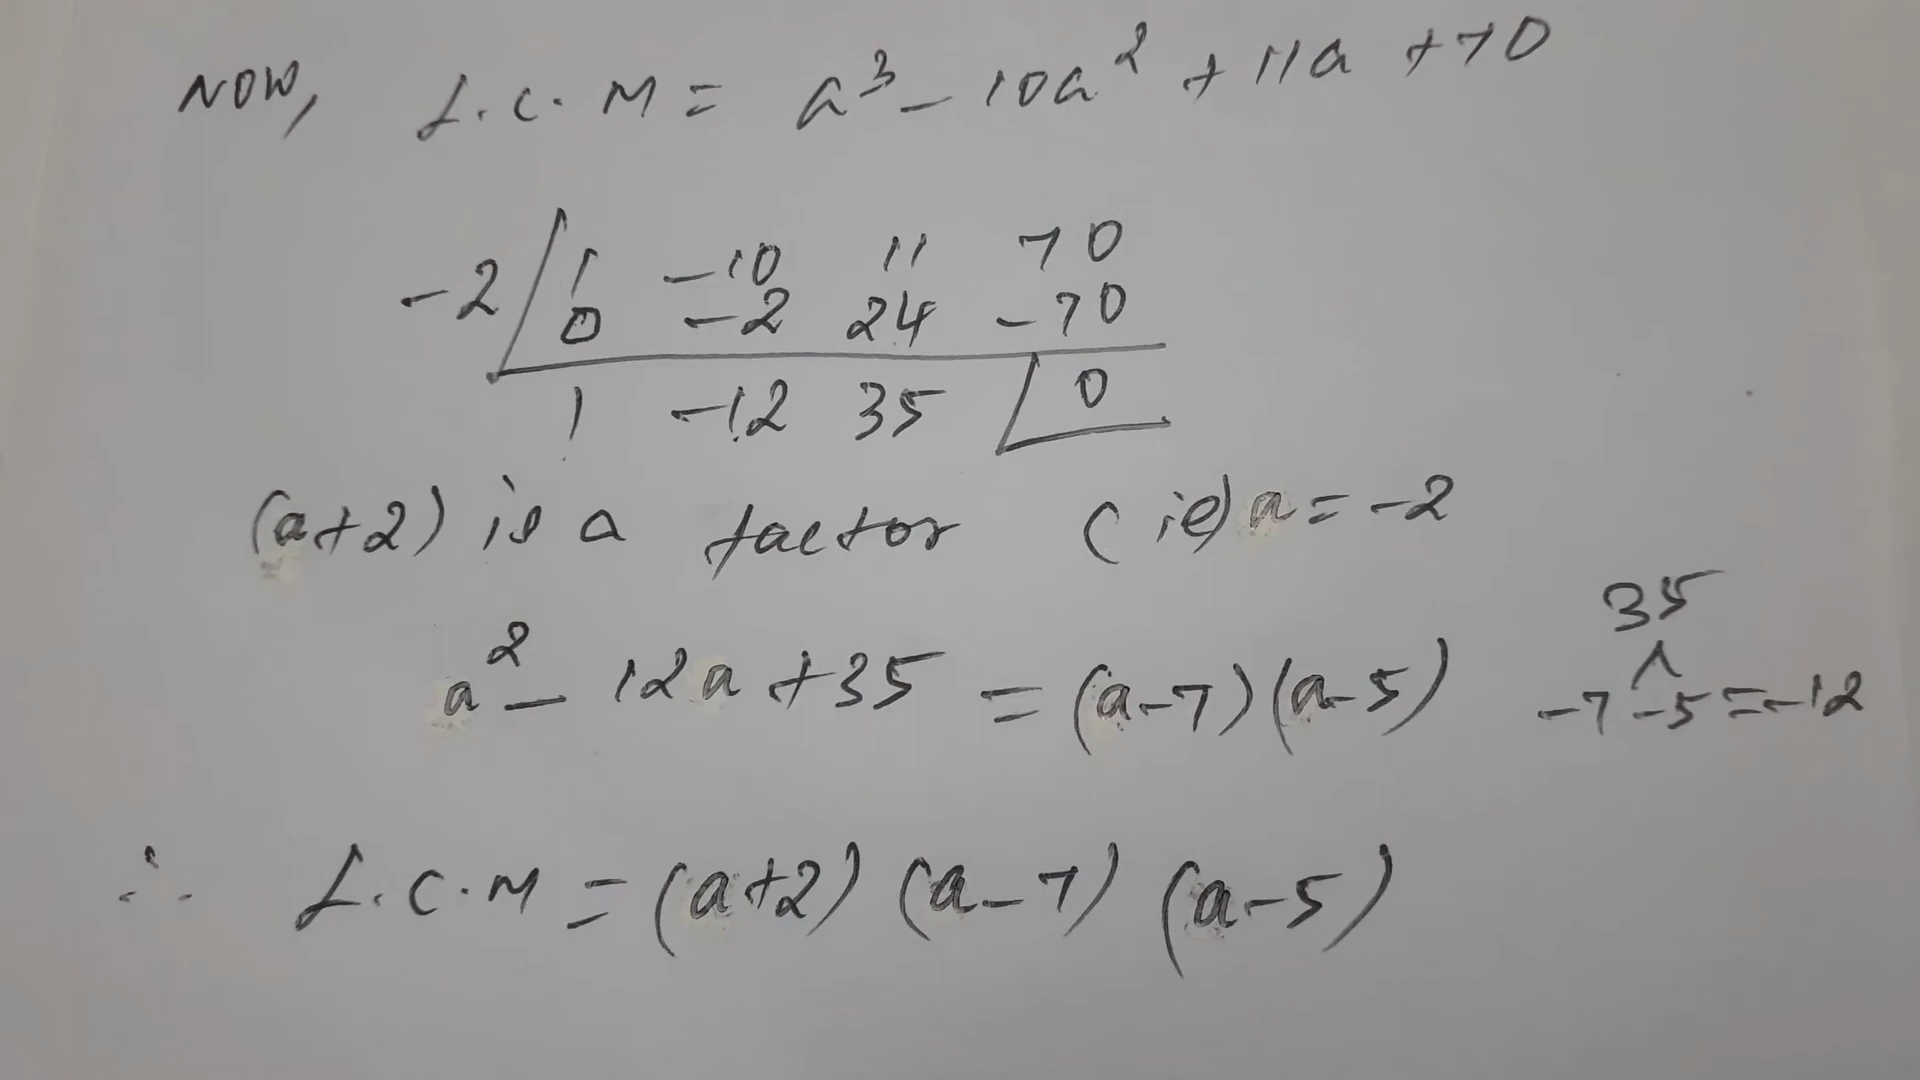 NOW, L.C.M = a³ - 10a² + 11a + 70
-2 | 1 -10 11 70
0 -2 24 -70
1 -12 35 | 0
(a+2) is a factor (ie) a = -2
35
a² - 12a + 35 = (a-7)(a-5) -7 -5 = -12
∴ L.C.M = (a+2) (a-7) (a-5)